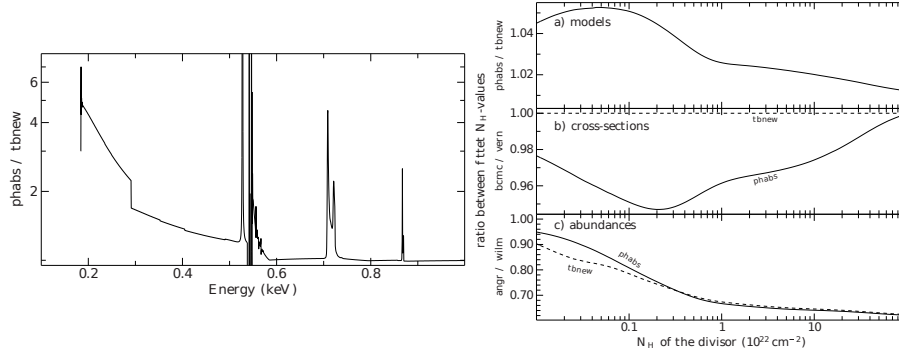 phabs / tbnew
6
4
2
0.2
0.4
0.6
0.8
Energy (keV)
ratio between fttet N_H-values
phabs / tbnew
1.04
1.02
a) models
bcmc / vern
1.00
0.98
0.96
b) cross-sections
tbnew
phabs
angr / wilm
0.90
0.80
0.70
c) abundances
phabs
tbnew
0.1
1
10
N_H of the divisor (10^22 cm^−2)